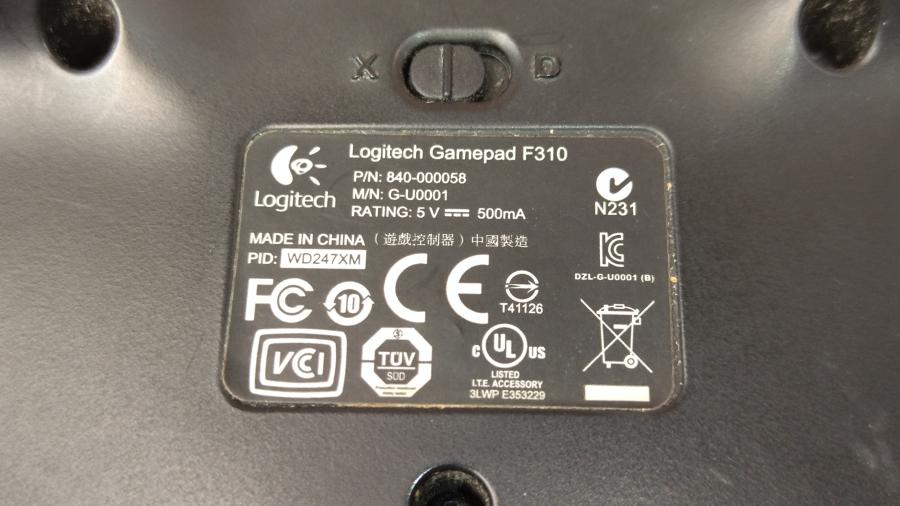 X D
Logitech
Logitech Gamepad F310
P/N: 840-000058
M/N: G-U0001
RATING: 5 V 500mA
N231
MADE IN CHINA （遊戲控制器）中國製造
PID: WD247XM
DZL-G-U0001 (B)
FC 10 CE
T41126
VCCI
TÜV
SÜD
c UL US
LISTED
I.T.E. ACCESSORY
3LWP E353229